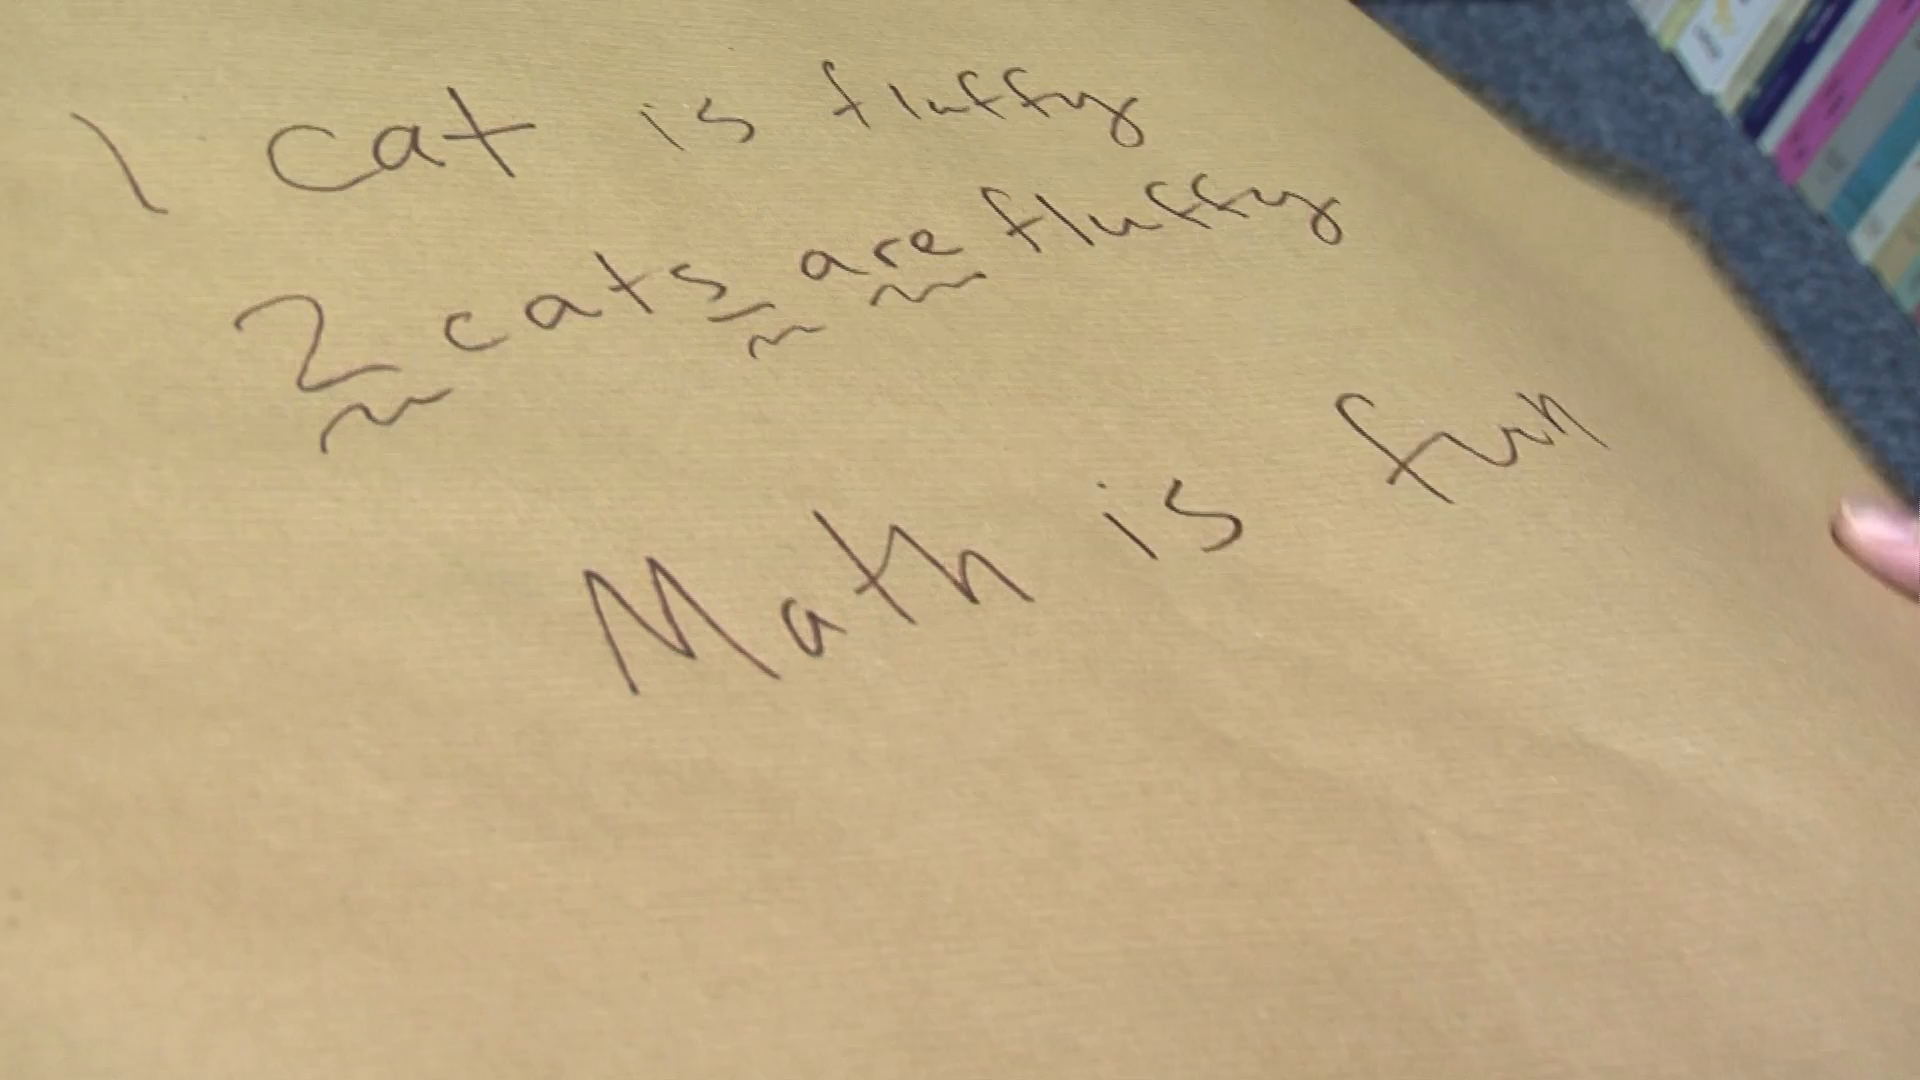 1 cat is fluffy
2 cats are fluffy
Math is fun